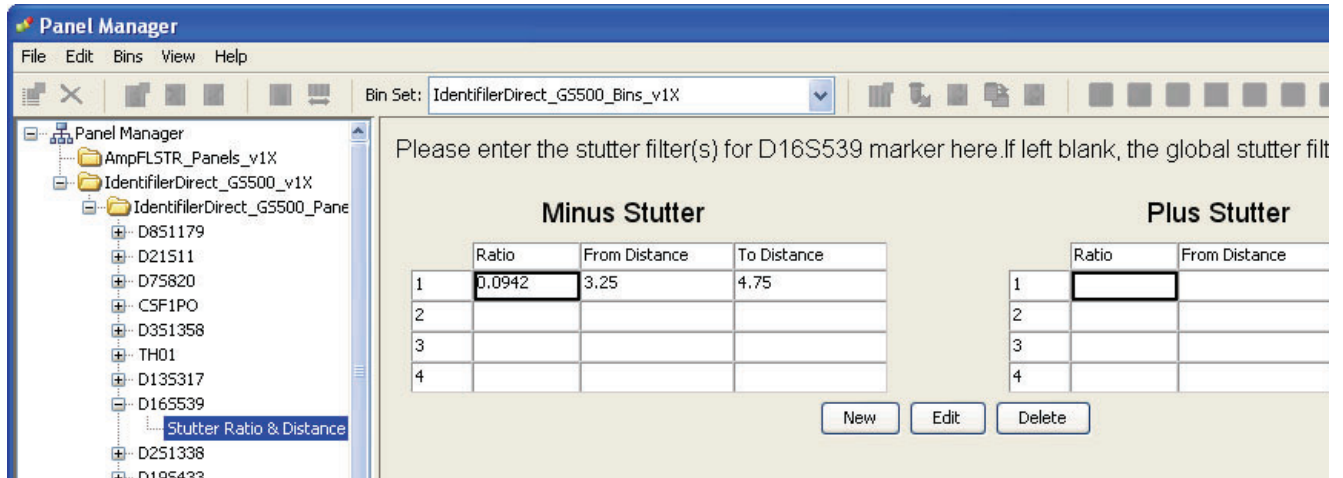 Panel Manager
File Edit Bins View Help
Bin Set: IdentifilerDirect_GS500_Bins_v1X
Panel Manager
AmpFLSTR_Panels_v1X
IdentifilerDirect_GS500_v1X
IdentifilerDirect_GS500_Pane
D8S1179
D21S11
D7S820
CSF1PO
D3S1358
TH01
D13S317
D16S539
Stutter Ratio & Distance
D2S1338
D19S433
Please enter the stutter filter(s) for D16S539 marker here.If left blank, the global stutter filt
Minus Stutter
Ratio From Distance To Distance
1 0.0942 3.25 4.75
2
3
4
Plus Stutter
Ratio From Distance
1
2
3
4
New Edit Delete